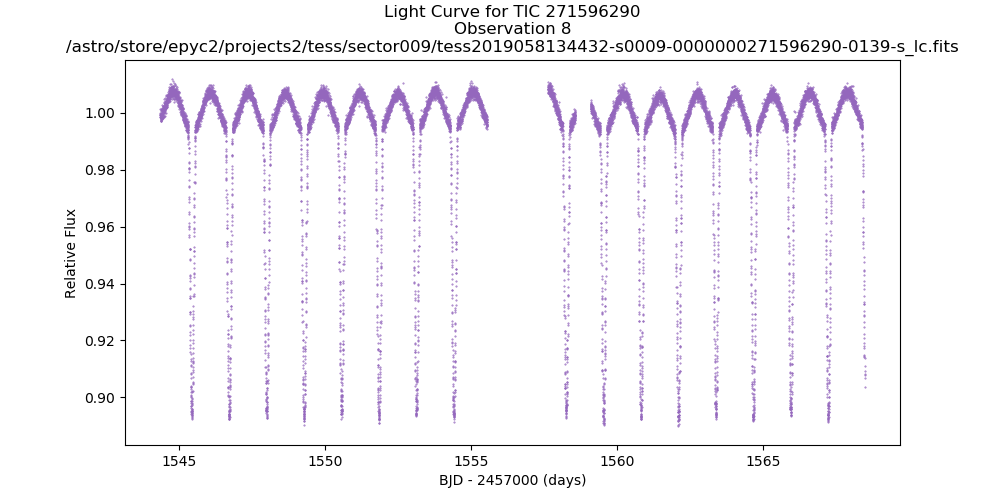 Light Curve for TIC 271596290
Observation 8
/astro/store/epyc2/projects2/tess/sector009/tess2019058134432-s0009-0000000271596290-0139-s_lc.fits
1.00
0.98
0.96
0.94
0.92
0.90
Relative Flux
1545 1550 1555 1560 1565
BJD - 2457000 (days)